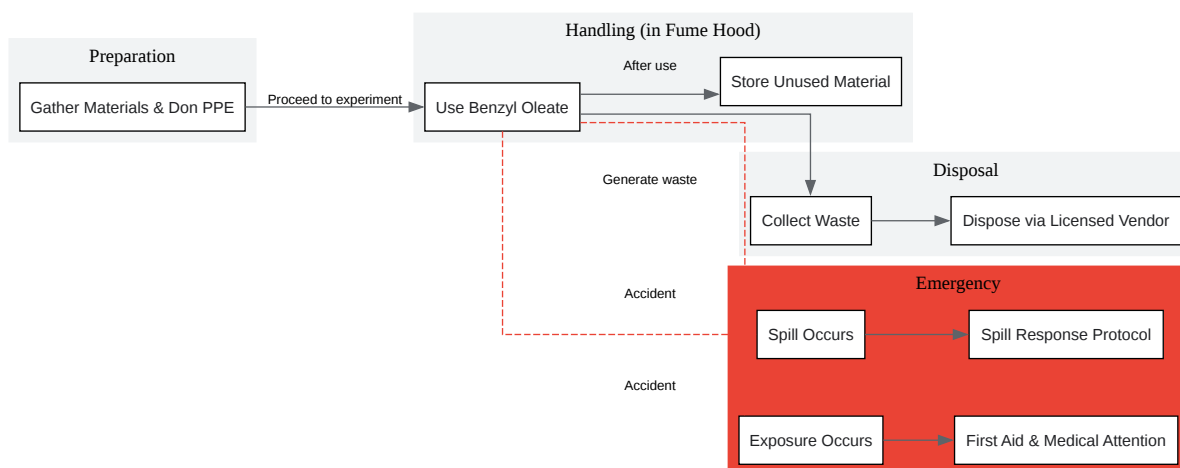 Preparation
Gather Materials & Don PPE
Proceed to experiment
Handling (in Fume Hood)
Use Benzyl Oleate
After use
Store Unused Material
Generate waste
Disposal
Collect Waste
Dispose via Licensed Vendor
Accident
Emergency
Spill Occurs
Spill Response Protocol
Accident
Exposure Occurs
First Aid & Medical Attention